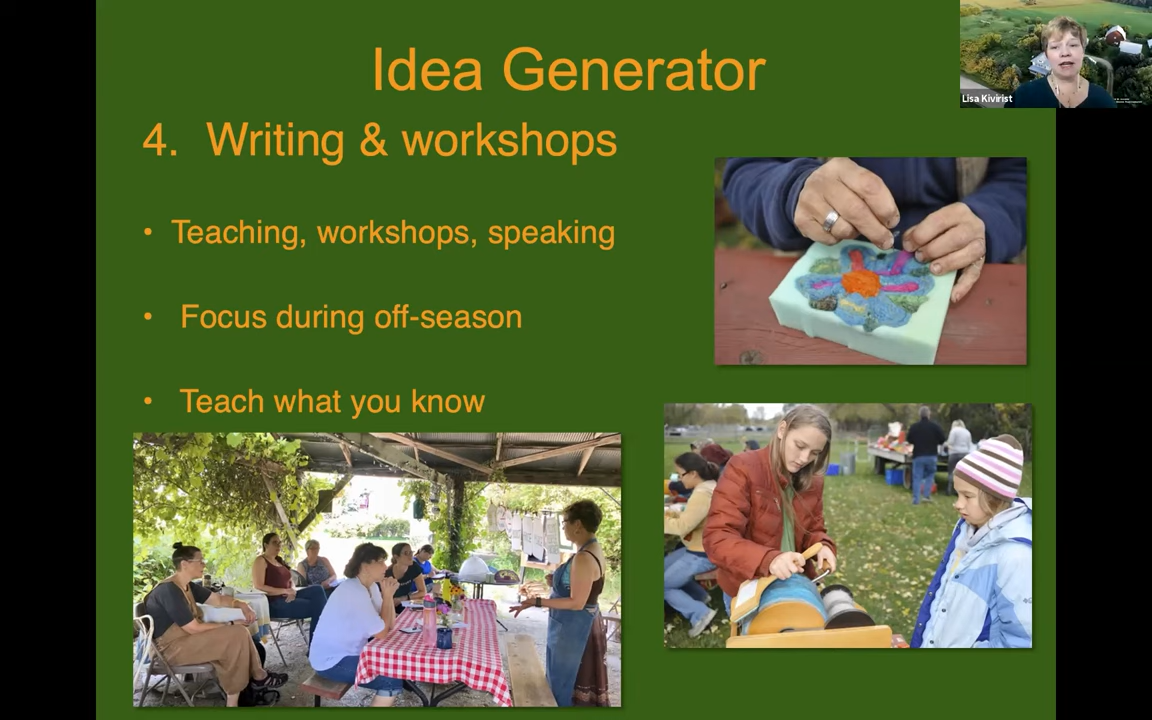 Idea Generator
4. Writing & workshops
• Teaching, workshops, speaking
• Focus during off-season
• Teach what you know
Lisa Kivirist